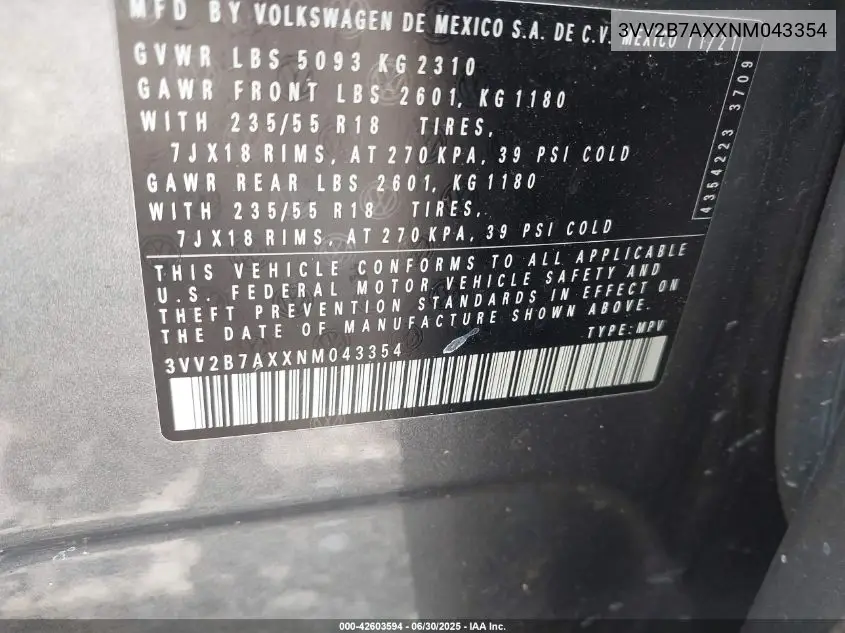 3VV2B7AXXNM043354
MFD BY VOLKSWAGEN DE MEXICO S.A. DE C.V. MEXICO 11/21
GVWR LBS 5093 KG 2310
GAWR FRONT LBS 2601, KG 1180
WITH 235/55 R18 TIRES,
7JX18 RIMS, AT 270 KPA, 39 PSI COLD
GAWR REAR LBS 2601, KG 1180
WITH 235/55 R18 TIRES,
7JX18 RIMS, AT 270 KPA, 39 PSI COLD
4354223 3709
THIS VEHICLE CONFORMS TO ALL APPLICABLE
U.S. FEDERAL MOTOR VEHICLE SAFETY AND
THEFT PREVENTION STANDARDS IN EFFECT ON
THE DATE OF MANUFACTURE SHOWN ABOVE.
TYPE: MPV
3VV2B7AXXNM043354
000-42603594 - 06/30/2025 - IAA Inc.